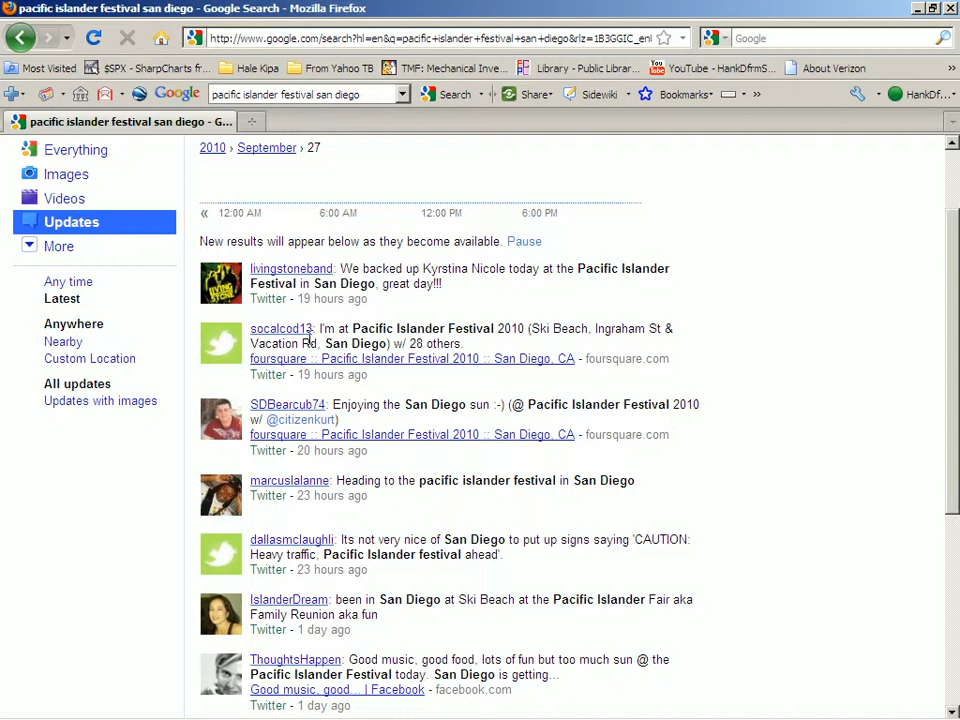 pacific islander festival san diego - Google Search - Mozilla Firefox
http://www.google.com/search?hl=en&q=pacific+islander+festival+san+diego&rlz=1B3GGIC_enl
Google
Most Visited $SPX - SharpCharts fr... Hale Kipa From Yahoo TB TMF: Mechanical Inve... Library - Public Librar... YouTube - HankDfrmS... About Verizon »
Google pacific islander festival san diego Search Share Sidewiki Bookmarks » HankDf...
pacific islander festival san diego - G...
Everything
Images
Videos
Updates
More
Any time
Latest
Anywhere
Nearby
Custom Location
All updates
Updates with images
2010 › September › 27
« 12:00 AM 6:00 AM 12:00 PM 6:00 PM
New results will appear below as they become available. Pause
livingstoneband: We backed up Kyrstina Nicole today at the Pacific Islander
Festival in San Diego, great day!!!
Twitter - 19 hours ago
socalcod13: I'm at Pacific Islander Festival 2010 (Ski Beach, Ingraham St &
Vacation Rd, San Diego) w/ 28 others.
foursquare :: Pacific Islander Festival 2010 :: San Diego, CA - foursquare.com
Twitter - 19 hours ago
SDBearcub74: Enjoying the San Diego sun :-) (@ Pacific Islander Festival 2010
w/ @citizenkurt)
foursquare :: Pacific Islander Festival 2010 :: San Diego, CA - foursquare.com
Twitter - 20 hours ago
marcuslalanne: Heading to the pacific islander festival in San Diego
Twitter - 23 hours ago
dallasmclaughli: Its not very nice of San Diego to put up signs saying 'CAUTION:
Heavy traffic, Pacific Islander festival ahead'.
Twitter - 23 hours ago
IslanderDream: been in San Diego at Ski Beach at the Pacific Islander Fair aka
Family Reunion aka fun
Twitter - 1 day ago
ThoughtsHappen: Good music, good food, lots of fun but too much sun @ the
Pacific Islander Festival today. San Diego is getting...
Good music, good... | Facebook - facebook.com
Twitter - 1 day ago